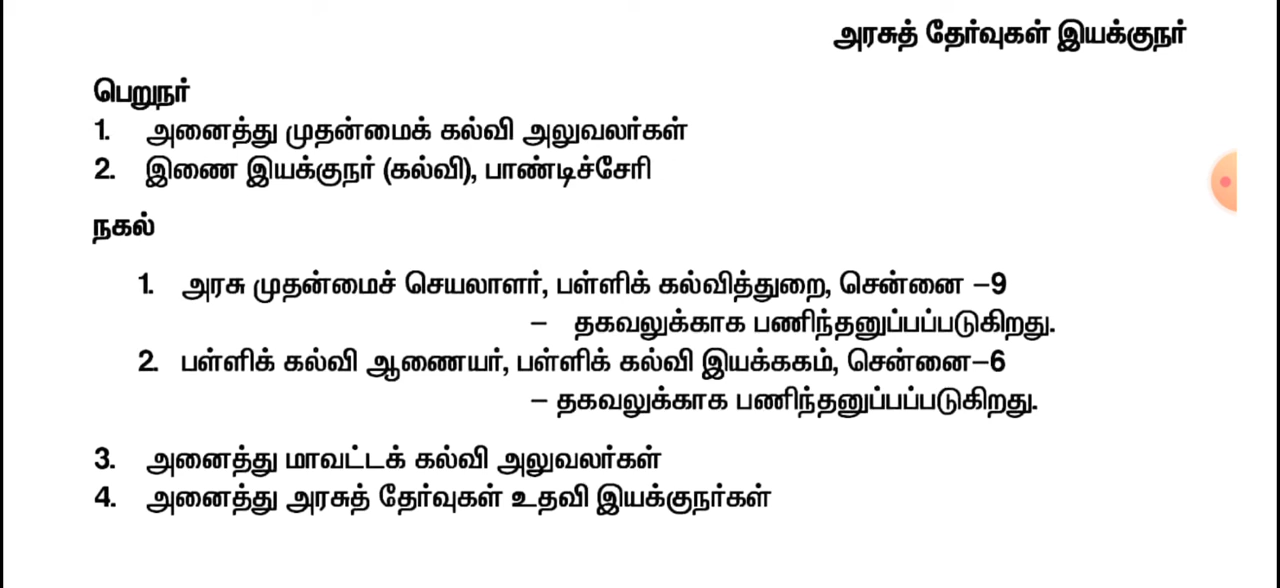 அரசுத் தேர்வுகள் இயக்குநர்
பெறுநர்
1. அனைத்து முதன்மைக் கல்வி அலுவலர்கள்
2. இணை இயக்குநர் (கல்வி), பாண்டிச்சேரி
நகல்
1. அரசு முதன்மைச் செயலாளர், பள்ளிக் கல்வித்துறை, சென்னை –9
– தகவலுக்காக பணிந்தனுப்பப்படுகிறது.
2. பள்ளிக் கல்வி ஆணையர், பள்ளிக் கல்வி இயக்ககம், சென்னை–6
– தகவலுக்காக பணிந்தனுப்பப்படுகிறது.
3. அனைத்து மாவட்டக் கல்வி அலுவலர்கள்
4. அனைத்து அரசுத் தேர்வுகள் உதவி இயக்குநர்கள்